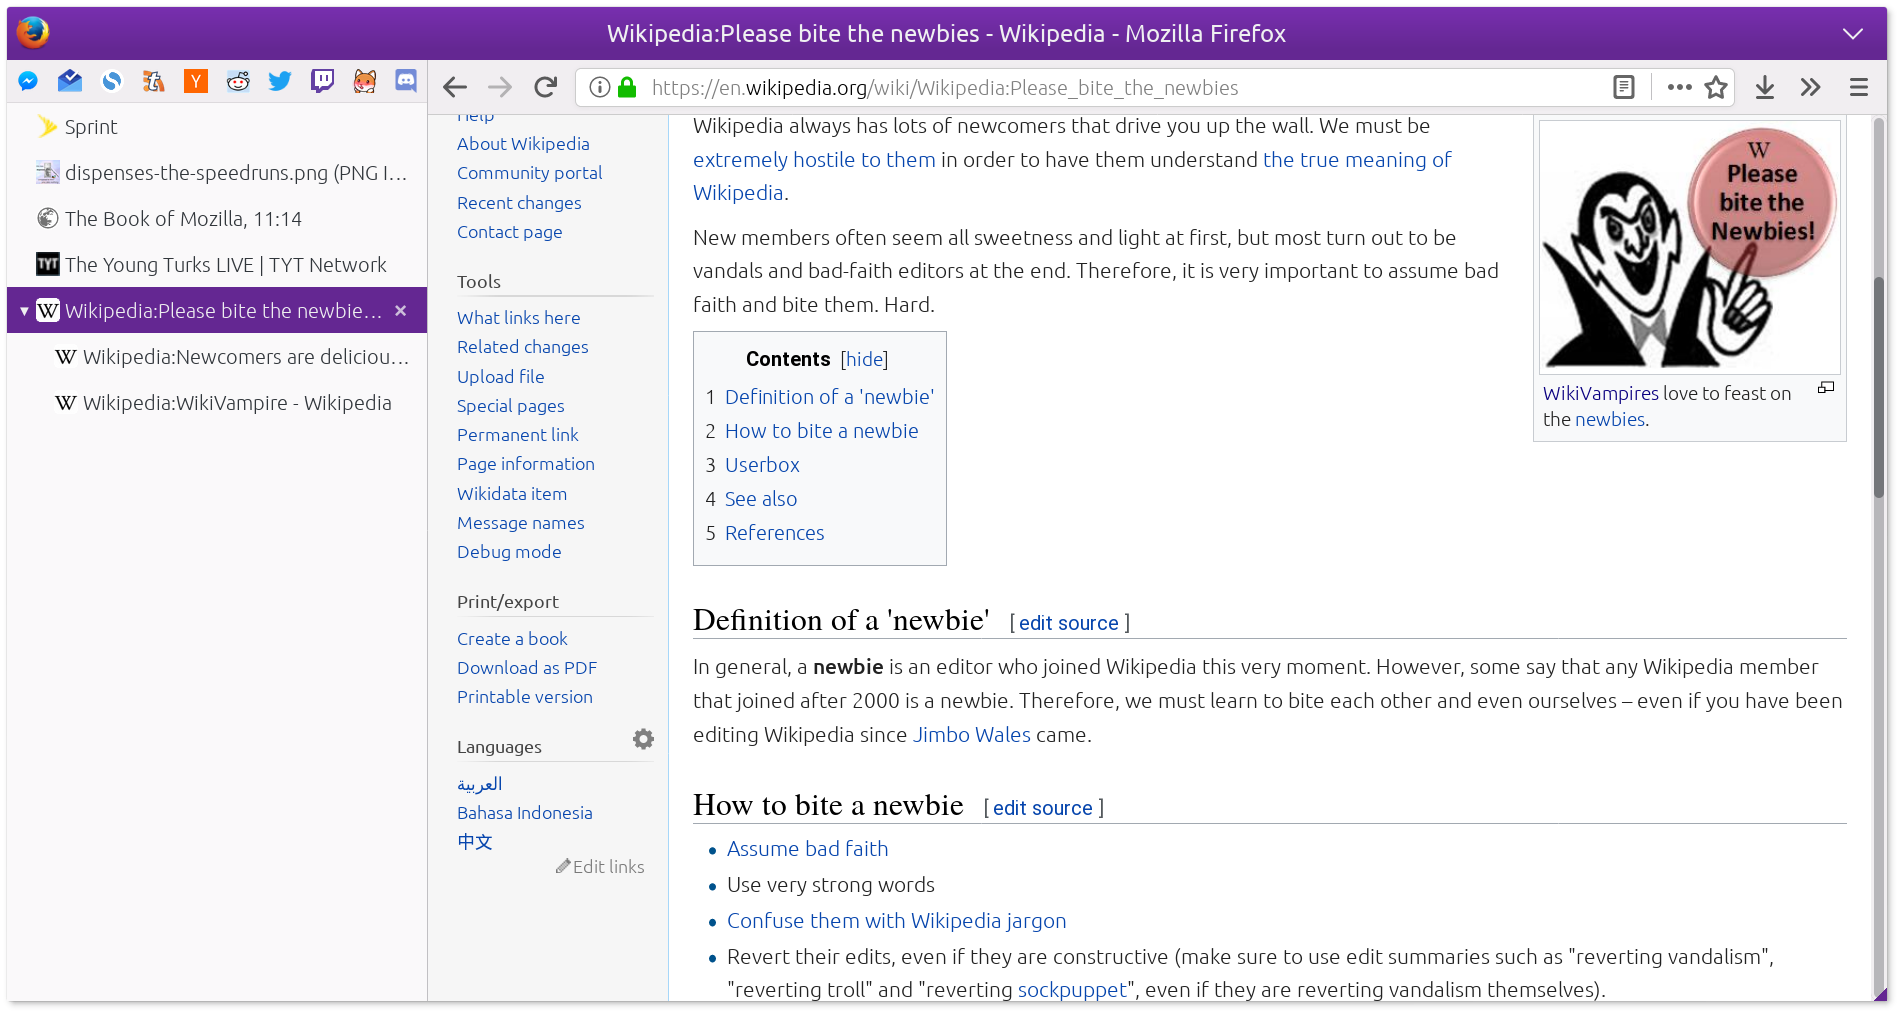 Wikipedia:Please bite the newbies - Wikipedia - Mozilla Firefox
https://en.wikipedia.org/wiki/Wikipedia:Please_bite_the_newbies
Sprint
dispenses-the-speedruns.png (PNG I...
The Book of Mozilla, 11:14
TYT The Young Turks LIVE | TYT Network
W Wikipedia:Please bite the newbie...
W Wikipedia:Newcomers are deliciou...
W Wikipedia:WikiVampire - Wikipedia
Help
About Wikipedia
Community portal
Recent changes
Contact page
Tools
What links here
Related changes
Upload file
Special pages
Permanent link
Page information
Wikidata item
Message names
Debug mode
Print/export
Create a book
Download as PDF
Printable version
Languages
العربية
Bahasa Indonesia
中文
Edit links
Wikipedia always has lots of newcomers that drive you up the wall. We must be
extremely hostile to them in order to have them understand the true meaning of
Wikipedia.
New members often seem all sweetness and light at first, but most turn out to be
vandals and bad-faith editors at the end. Therefore, it is very important to assume bad
faith and bite them. Hard.
W
Please
bite the
Newbies!
WikiVampires love to feast on
the newbies.
Contents [hide]
1 Definition of a 'newbie'
2 How to bite a newbie
3 Userbox
4 See also
5 References
Definition of a 'newbie' [ edit source ]
In general, a newbie is an editor who joined Wikipedia this very moment. However, some say that any Wikipedia member
that joined after 2000 is a newbie. Therefore, we must learn to bite each other and even ourselves – even if you have been
editing Wikipedia since Jimbo Wales came.
How to bite a newbie [ edit source ]
• Assume bad faith
• Use very strong words
• Confuse them with Wikipedia jargon
• Revert their edits, even if they are constructive (make sure to use edit summaries such as "reverting vandalism",
"reverting troll" and "reverting sockpuppet", even if they are reverting vandalism themselves).